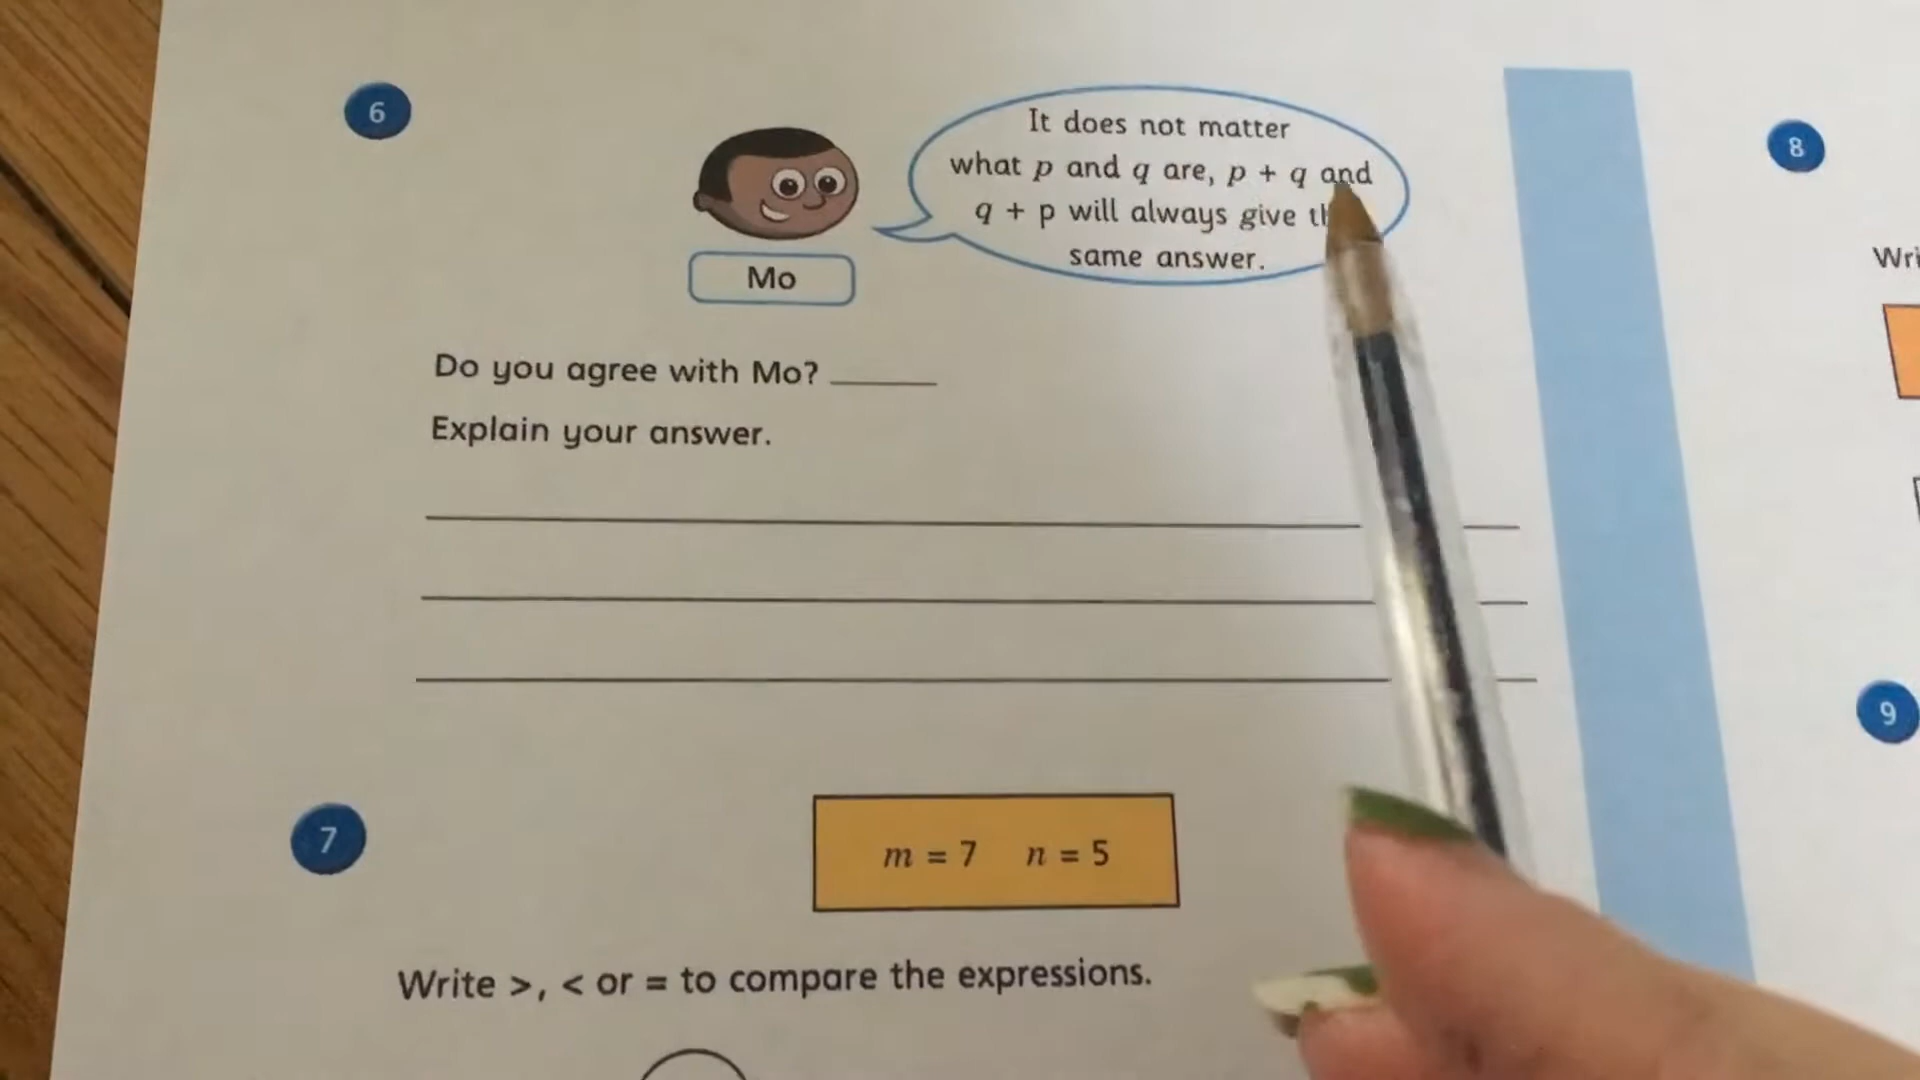 6
It does not matter
what p and q are, p + q and
q + p will always give
same answer.
Mo
Do you agree with Mo?
Explain your answer.
7
m = 7 n = 5
Write >, < or = to compare the expressions.
8
9